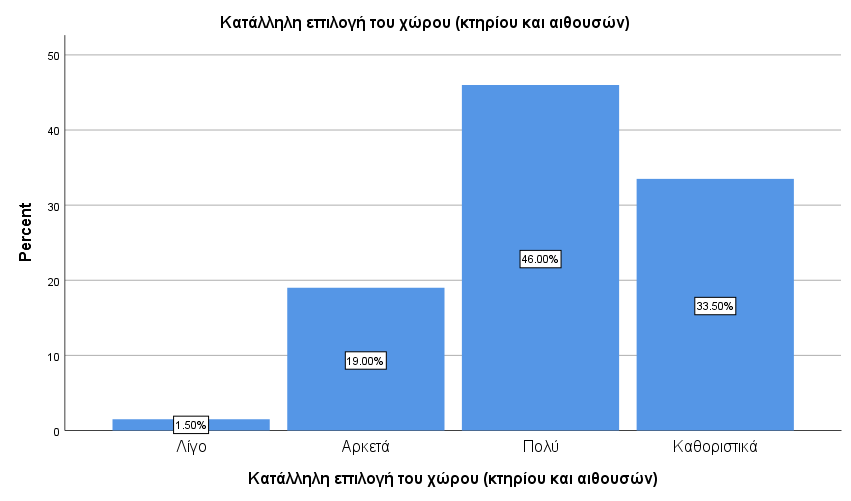 Κατάλληλη επιλογή του χώρου (κτηρίου και αιθουσών)
50
40
30
20
10
0
Percent
46.00%
33.50%
19.00%
1.50%
Λίγο Αρκετά Πολύ Καθοριστικά
Κατάλληλη επιλογή του χώρου (κτηρίου και αιθουσών)